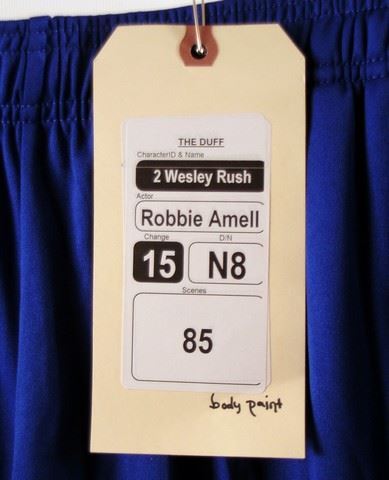 THE DUFF
CharacterID & Name
2 Wesley Rush
Actor
Robbie Amell
Change D/N
15 N8
Scenes
85
body paint